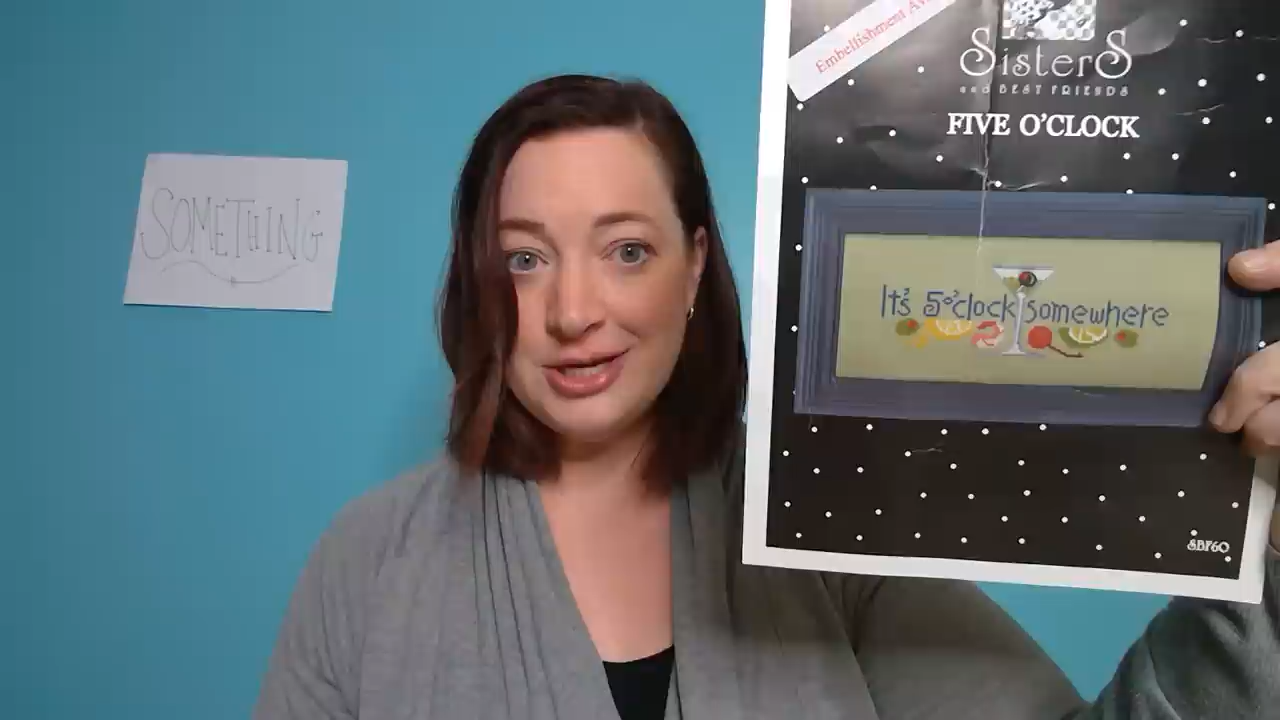 SOMETHING
Embellishment
SisterS
and BEST FRIENDS
FIVE O'CLOCK
It's 5 o'clock somewhere
SBF60